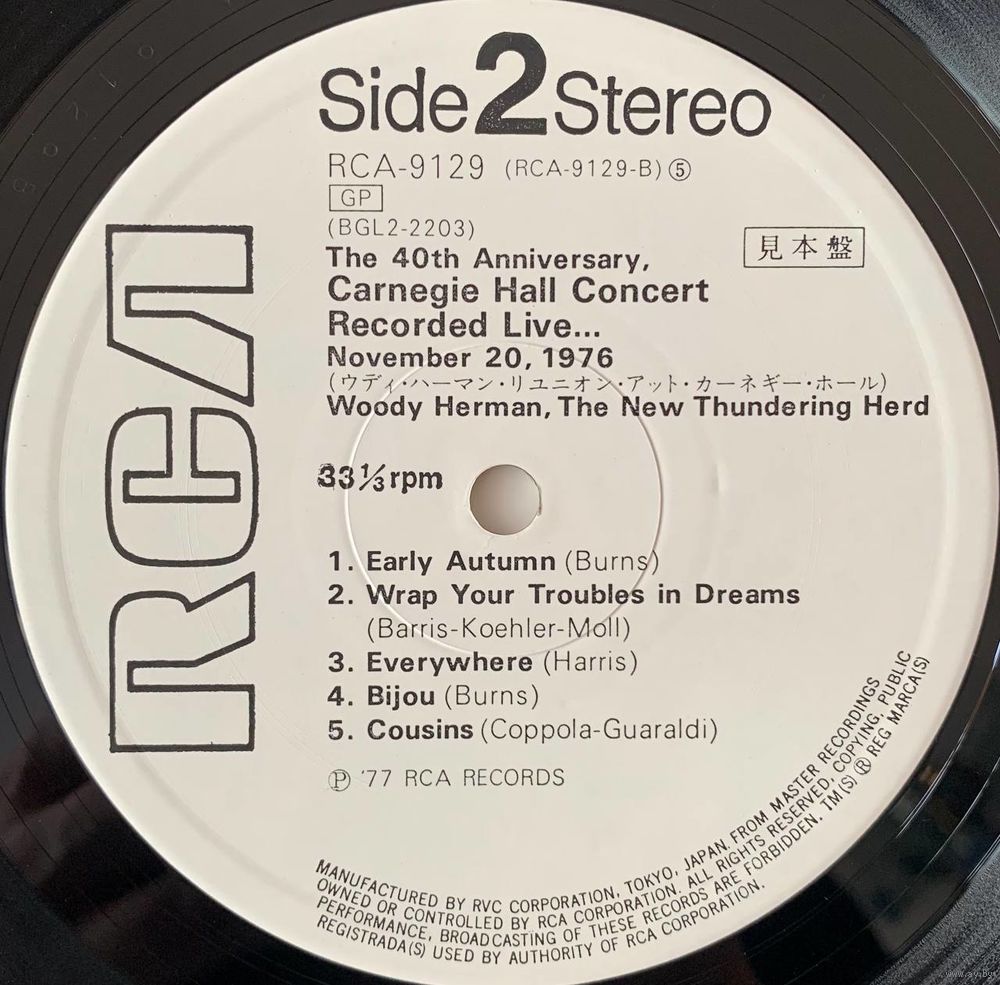 Side 2 Stereo
RCA-9129 (RCA-9129-B) ⑤
GP
(BGL2-2203)
見本盤
The 40th Anniversary,
Carnegie Hall Concert
Recorded Live...
November 20, 1976
(ウディ・ハーマン・リユニオン・アット・カーネギー・ホール)
Woody Herman, The New Thundering Herd
RCA
33 1/3 rpm
1. Early Autumn (Burns)
2. Wrap Your Troubles in Dreams
(Barris-Koehler-Moll)
3. Everywhere (Harris)
4. Bijou (Burns)
5. Cousins (Coppola-Guaraldi)
℗ '77 RCA RECORDS
MANUFACTURED BY RVC CORPORATION, TOKYO, JAPAN. FROM MASTER RECORDINGS
OWNED OR CONTROLLED BY RCA CORPORATION. ALL RIGHTS RESERVED, COPYING, PUBLIC
PERFORMANCE, BROADCASTING OF THESE RECORDS ARE FORBIDDEN. TM(S) ® REG MARCA(S)
REGISTRADA(S) USED BY AUTHORITY OF RCA CORPORATION.